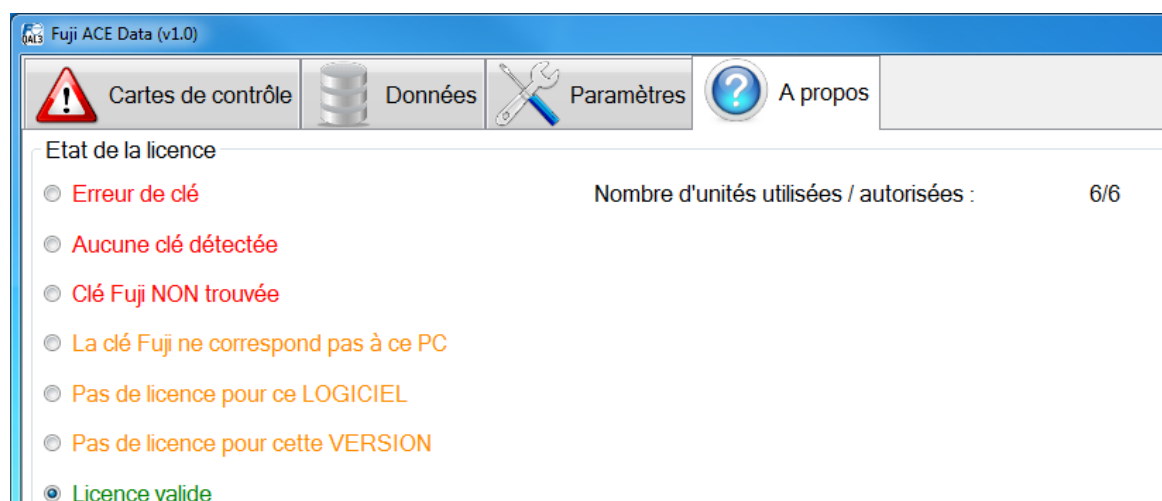 Fuji ACE Data (v1.0)
QAL3
Cartes de contrôle Données Paramètres A propos
Etat de la licence
Erreur de clé Nombre d'unités utilisées / autorisées : 6/6
Aucune clé détectée
Clé Fuji NON trouvée
La clé Fuji ne correspond pas à ce PC
Pas de licence pour ce LOGICIEL
Pas de licence pour cette VERSION
Licence valide